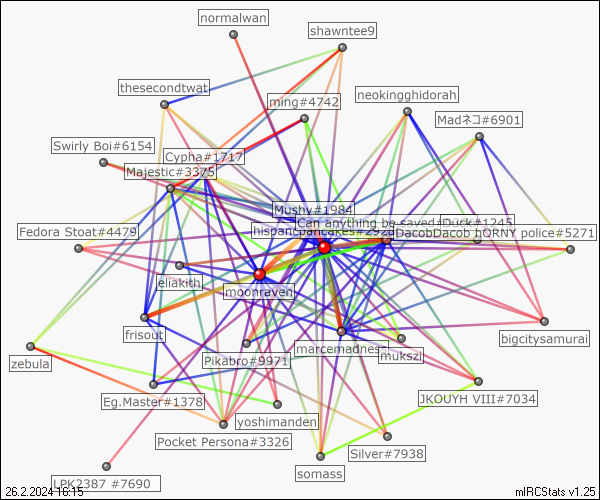 normalwan
shawntee9
thesecondtwat
neokingghidorah
ming#4742
Madネコ#6901
Swirly Boi#6154
Cypha#1717
Majestic#3375
Mushy#1984
Can anything be saved
Duck#1245
Fedora Stoat#4479
hispancpancakes#2928
DacobDacob
hORNY police#5271
eliakith
moonraven
frisout
marcemadness
bigcitysamurai
zebula
Pikabro#9971
mukszi
Eg.Master#1378
JKOUYH VIII#7034
yoshimanden
Pocket Persona#3326
Silver#7938
somass
LPK2387 #7690
26.2.2024 16:15
mIRCStats v1.25